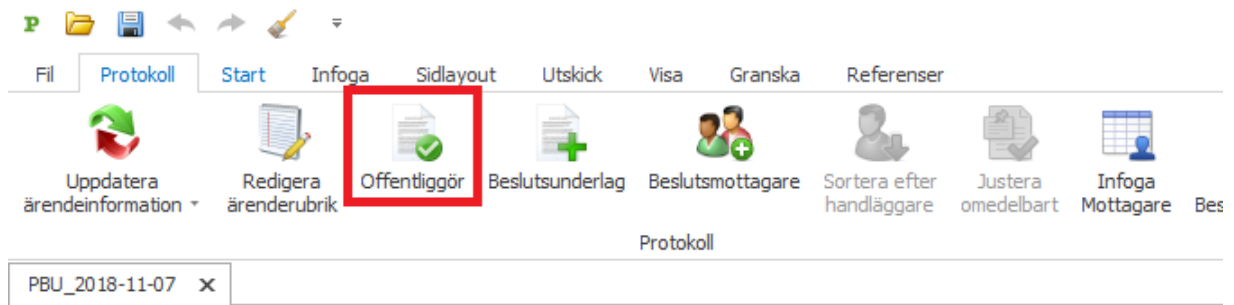 P
Fil Protokoll Start Infoga Sidlayout Utskick Visa Granska Referenser
Uppdatera ärendeinformation
Redigera ärenderubrik
Offentliggör
Beslutsunderlag
Beslutsmottagare
Sortera efter handläggare
Justera omedelbart
Infoga Mottagare
Bes
Protokoll
PBU_2018-11-07 X